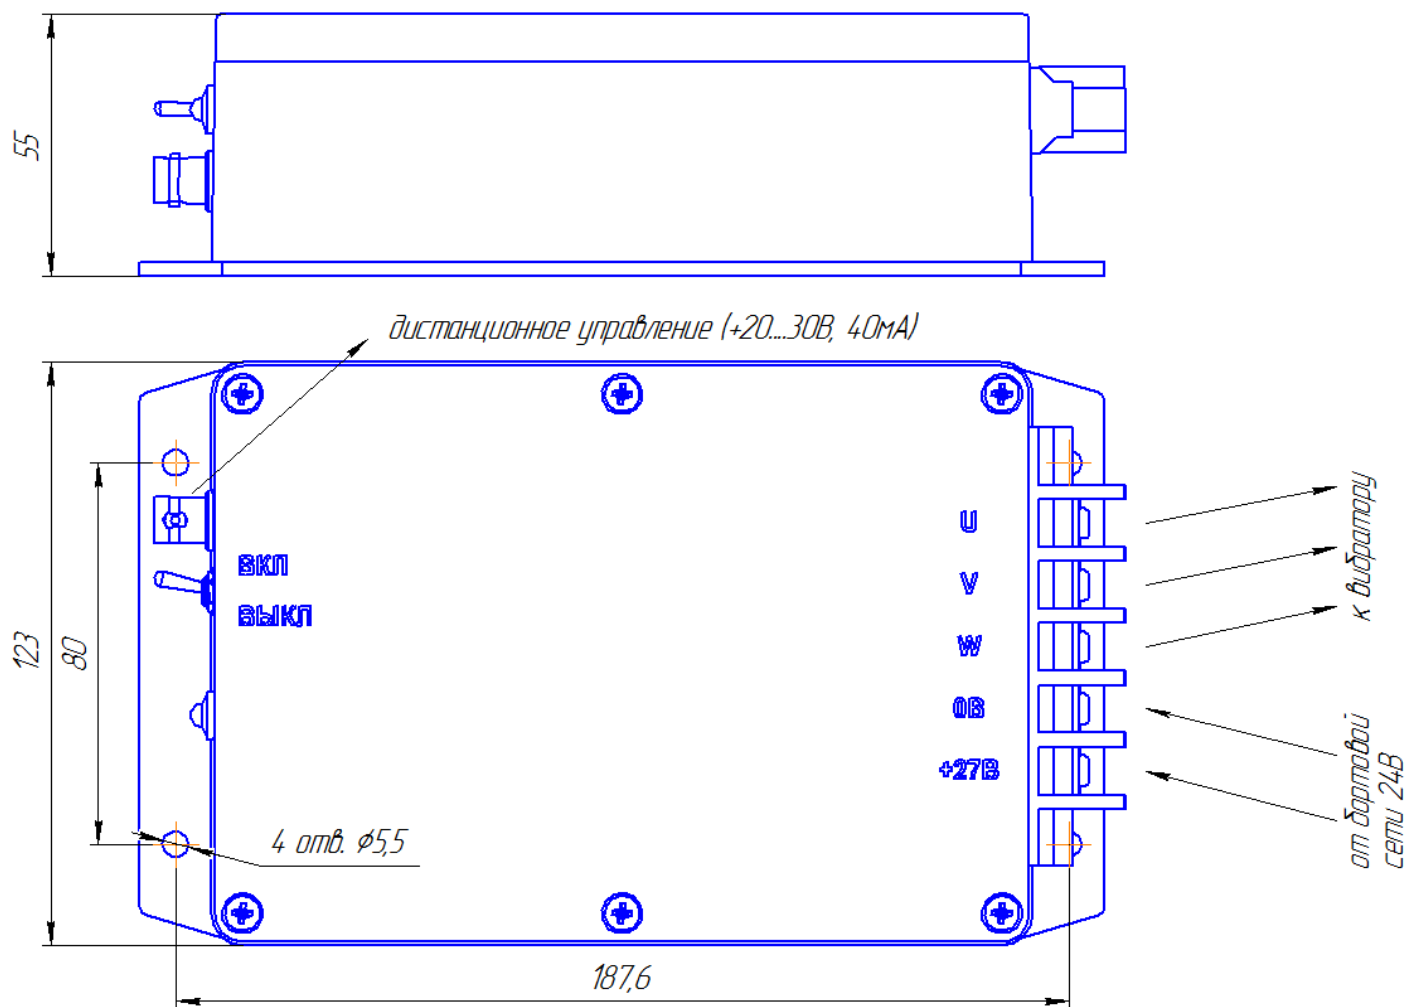 55
дистанционное управление (+20....30В, 40мА)
U
ВКЛ
V
ВЫКЛ
W
0В
+27В
к вибратору
от бортовой
сети 24В
123
80
4 отв. ϕ5,5
187,6